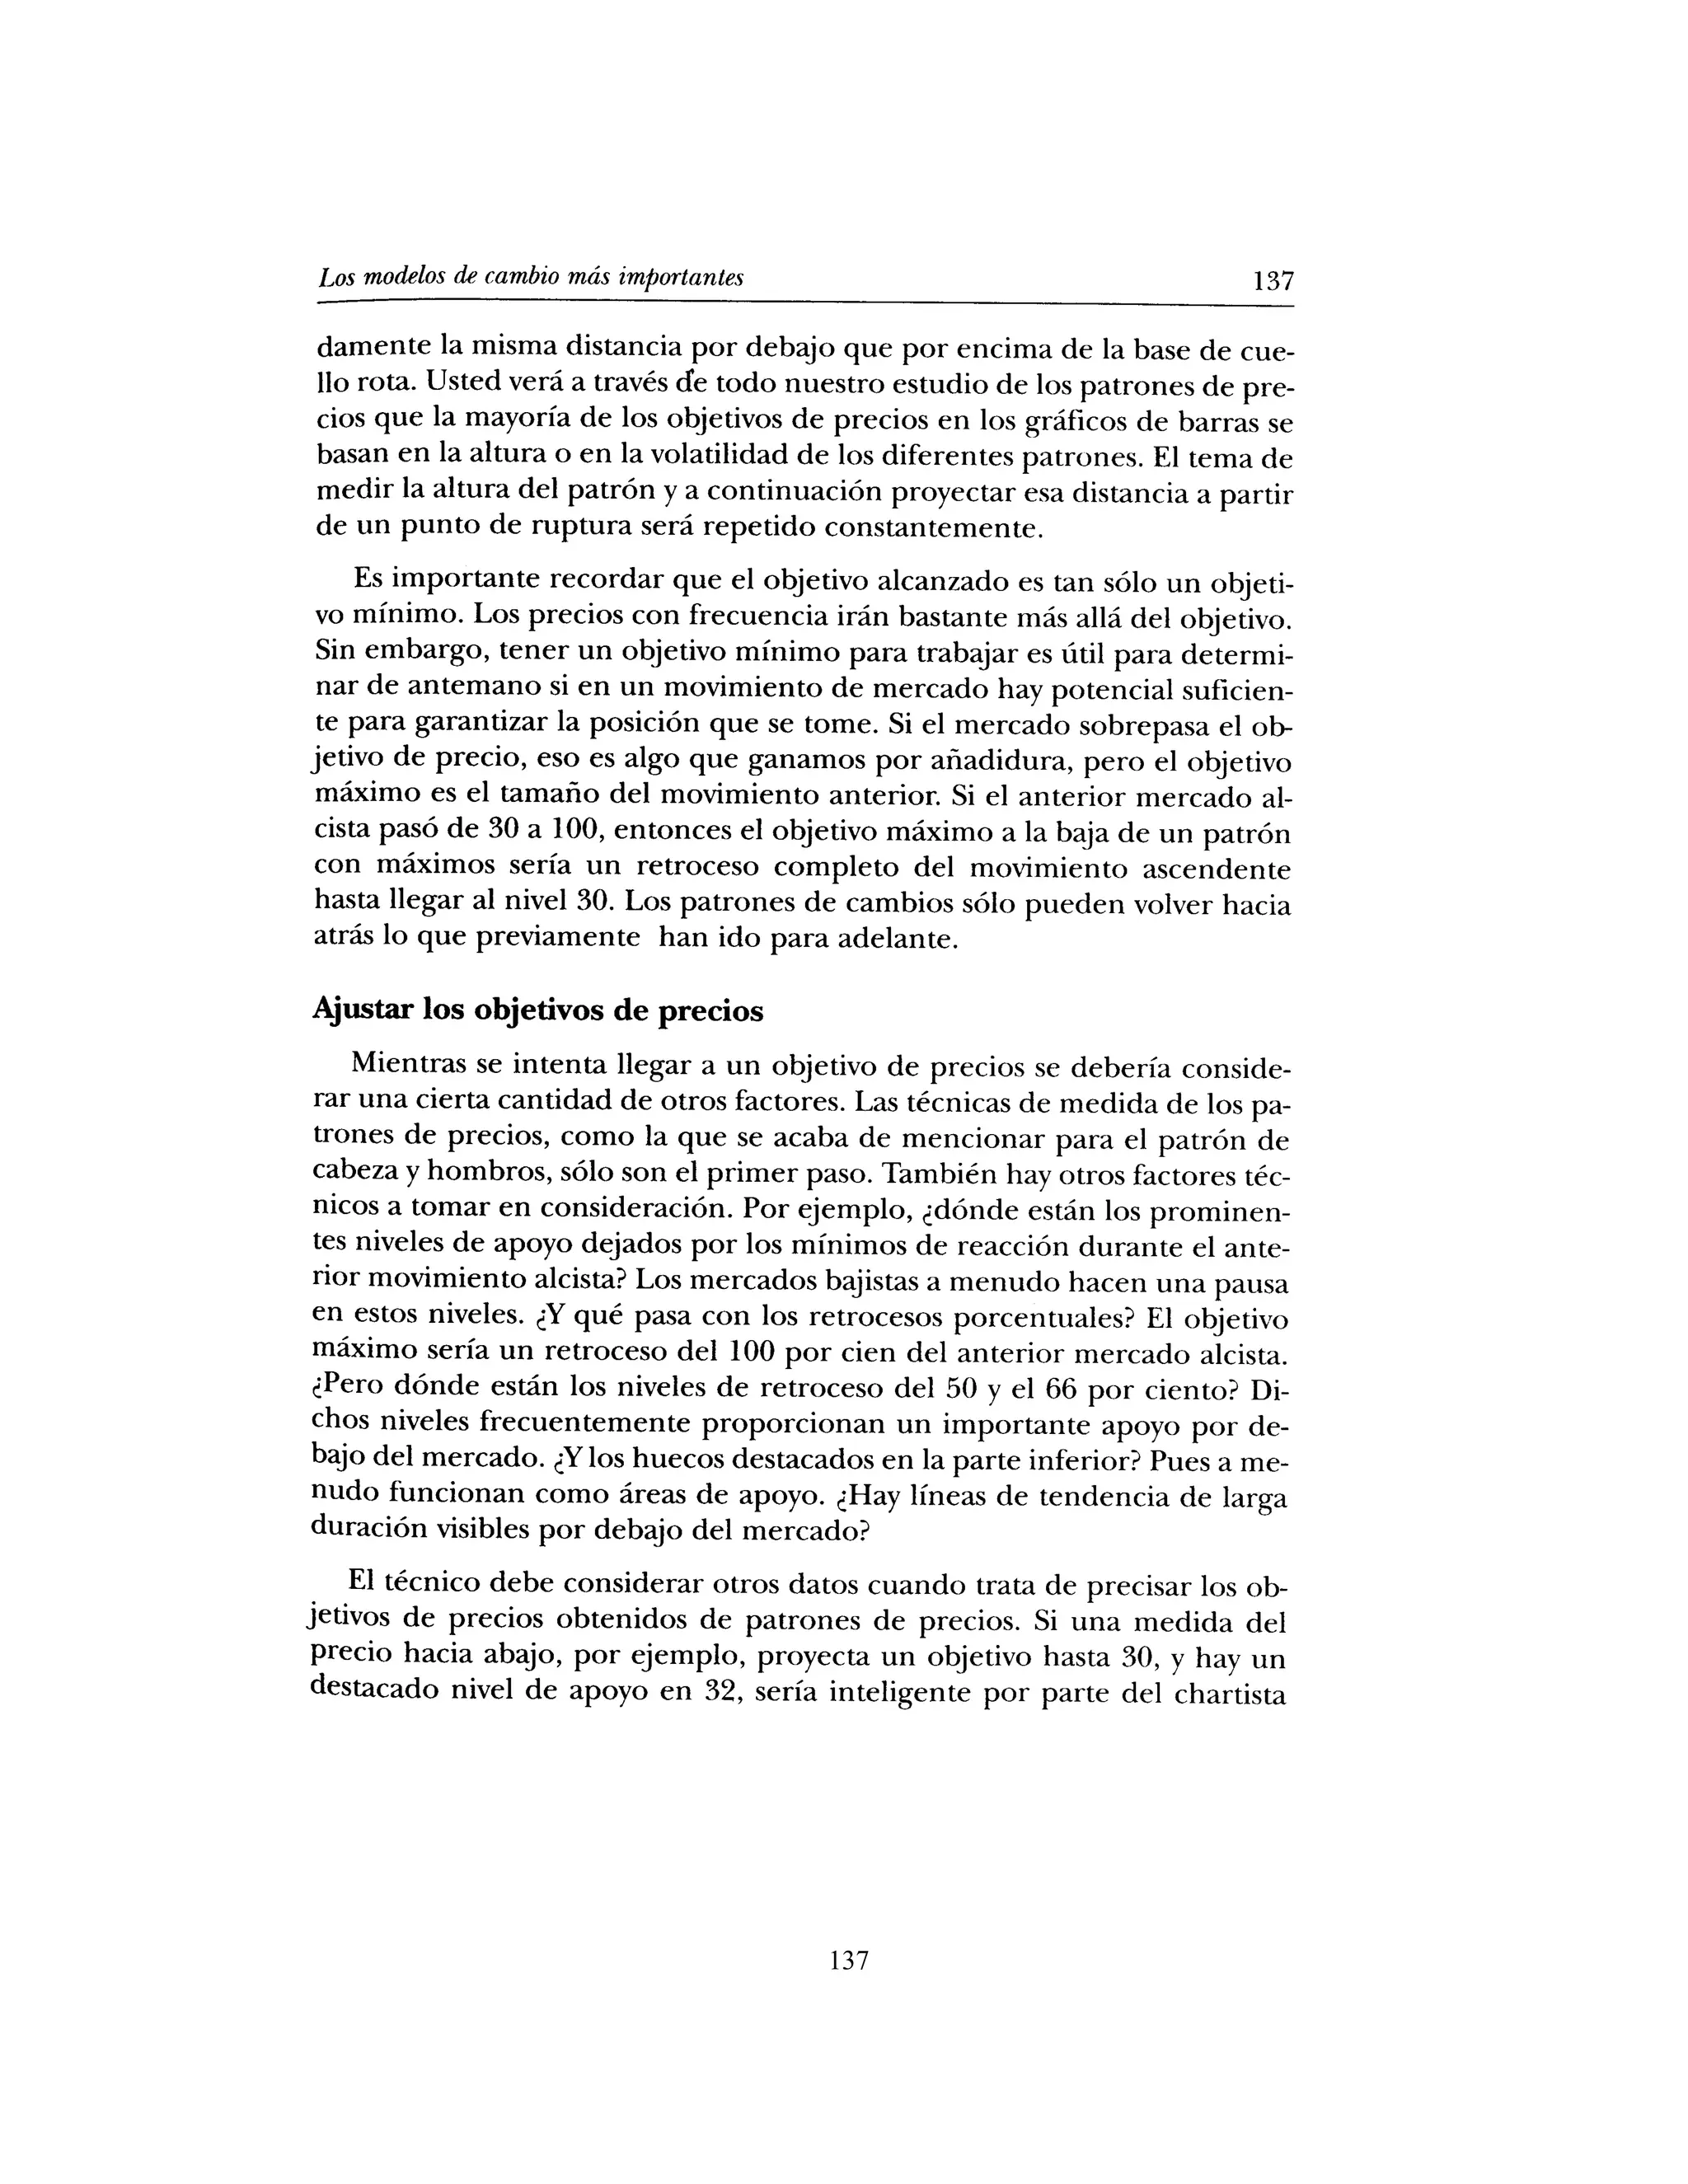 Los modelos de cambio más importantes 137
damente la misma distancia por debajo que por encima de la base de cue-
llo rota. Usted verá a través de todo nuestro estudio de los patrones de pre-
cios que la mayoría de los objetivos de precios en los gráficos de barras se
basan en la altura o en la volatilidad de los diferentes patrones. El tema de
medir la altura del patrón y a continuación proyectar esa distancia a partir
de un punto de ruptura será repetido constantemente.
Es importante recordar que el objetivo alcanzado es tan sólo un objeti-
vo mínimo. Los precios con frecuencia irán bastante más allá del objetivo.
Sin embargo, tener un objetivo mínimo para trabajar es útil para determi-
nar de antemano si en un movimiento de mercado hay potencial suficien-
te para garantizar la posición que se tome. Si el mercado sobrepasa el ob-
jetivo de precio, eso es algo que ganamos por añadidura, pero el objetivo
máximo es el tamaño del movimiento anterior. Si el anterior mercado al-
cista pasó de 30 a 100, entonces el objetivo máximo a la baja de un patrón
con máximos sería un retroceso completo del movimiento ascendente
hasta llegar al nivel 30. Los patrones de cambios sólo pueden volver hacia
atrás lo que previamente han ido para adelante.
Ajustar los objetivos de precios
Mientras se intenta llegar a un objetivo de precios se debería conside-
rar una cierta cantidad de otros factores. Las técnicas de medida de los pa-
trones de precios, como la que se acaba de mencionar para el patrón de
cabeza y hombros, sólo son el primer paso. También hay otros factores téc-
nicos a tomar en consideración. Por ejemplo, ¿dónde están los prominen-
tes niveles de apoyo dejados por los mínimos de reacción durante el ante-
rior movimiento alcista? Los mercados bajistas a menudo hacen una pausa
en estos niveles. ¿Y qué pasa con los retrocesos porcentuales? El objetivo
máximo sería un retroceso del 100 por cien del anterior mercado alcista.
¿Pero dónde están los niveles de retroceso del 50 y el 66 por ciento? Di-
chos niveles frecuentemente proporcionan un importante apoyo por de-
bajo del mercado. ¿Y los huecos destacados en la parte inferior? Pues a me-
nudo funcionan como áreas de apoyo. ¿Hay líneas de tendencia de larga
duración visibles por debajo del mercado?
El técnico debe considerar otros datos cuando trata de precisar los ob-
jetivos de precios obtenidos de patrones de precios. Si una medida del
precio hacia abajo, por ejemplo, proyecta un objetivo hasta 30, y hay un
destacado nivel de apoyo en 32, sería inteligente por parte del chartista
137